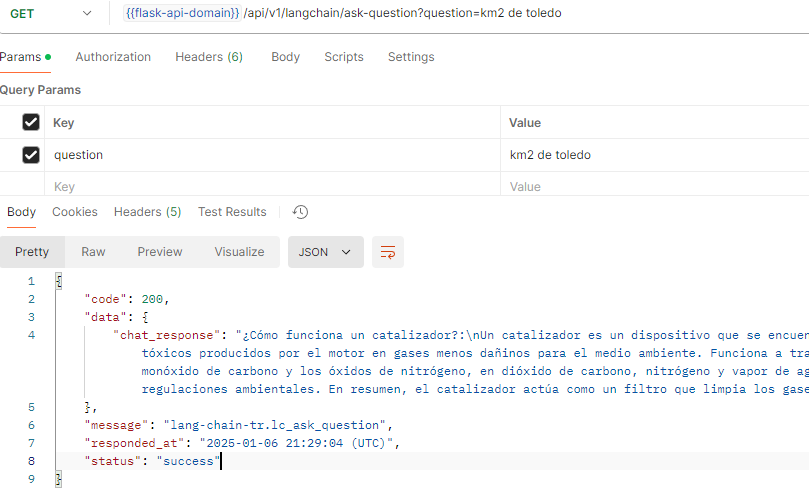 GET {{flask-api-domain}} /api/v1/langchain/ask-question?question=km2 de toledo
Params Authorization Headers (6) Body Scripts Settings
Query Params
Key Value
question km2 de toledo
Key Value
Body Cookies Headers (5) Test Results
Pretty Raw Preview Visualize JSON
1 {
2 "code": 200,
3 "data": {
4 "chat_response": "¿Cómo funciona un catalizador?:\nUn catalizador es un dispositivo que se encuen
tóxicos producidos por el motor en gases menos dañinos para el medio ambiente. Funciona a tra
monóxido de carbono y los óxidos de nitrógeno, en dióxido de carbono, nitrógeno y vapor de ag
regulaciones ambientales. En resumen, el catalizador actúa como un filtro que limpia los gase
5 },
6 "message": "lang-chain-tr.lc_ask_question",
7 "responded_at": "2025-01-06 21:29:04 (UTC)",
8 "status": "success"
9 }